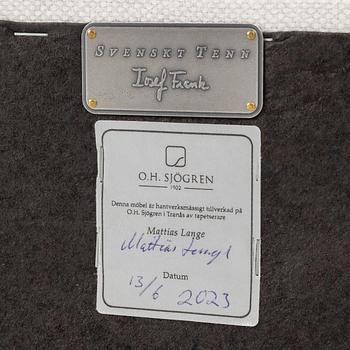 SVENSKT TENN
Josef Frank
O.H. SJÖGREN
1902
Denna möbel är hantverksmässigt tillverkad på
O.H. Sjögren i Tranås av tapetserare
Mattias Lange
Mattias Lange
Datum
13/6 2023